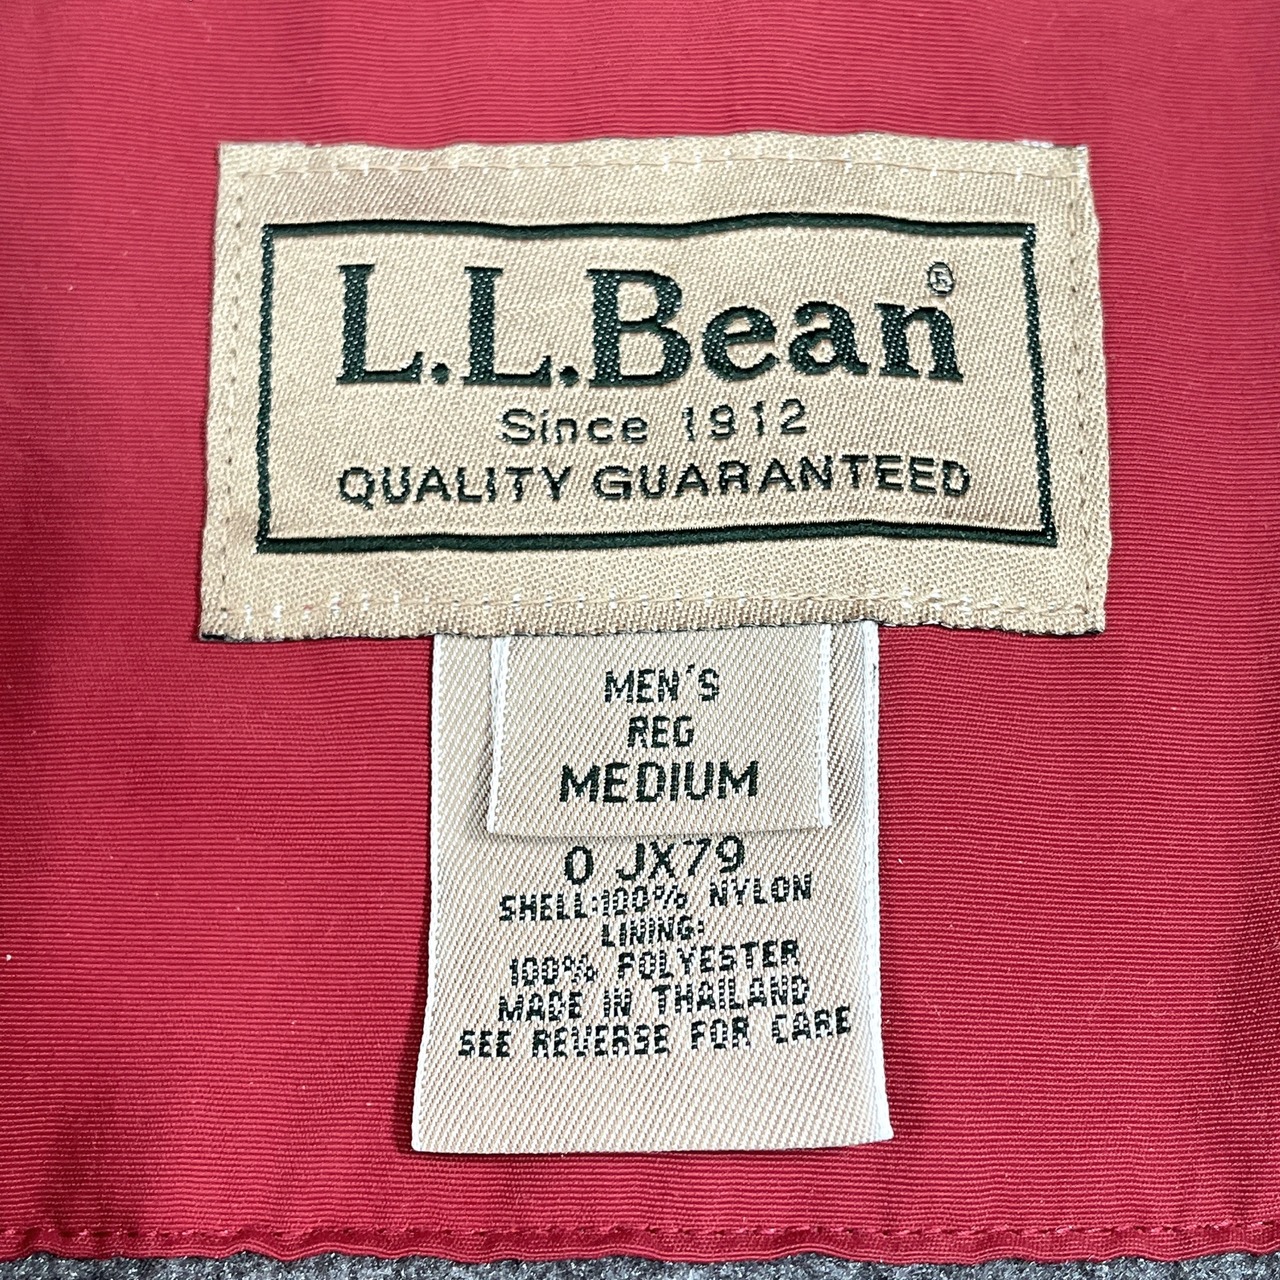 L.L.Bean®
Since 1912
QUALITY GUARANTEED
MEN'S
REG
MEDIUM
0 JX79
SHELL:100% NYLON
LINING:
100% POLYESTER
MADE IN THAILAND
SEE REVERSE FOR CARE